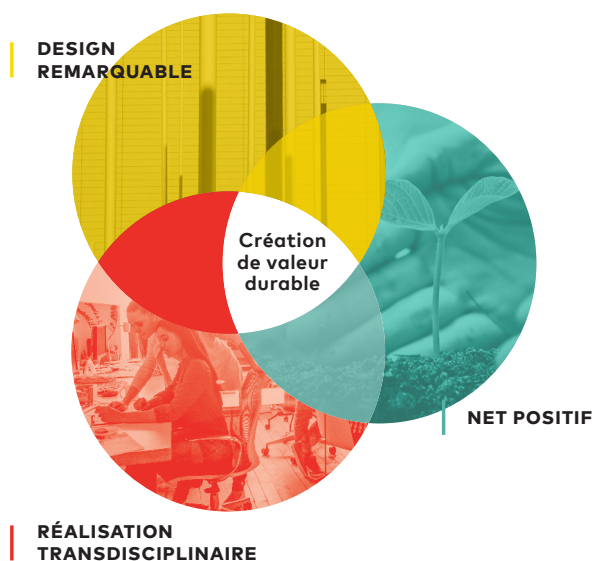 DESIGN
REMARQUABLE
Création
de valeur
durable
NET POSITIF
RÉALISATION
TRANSDISCIPLINAIRE